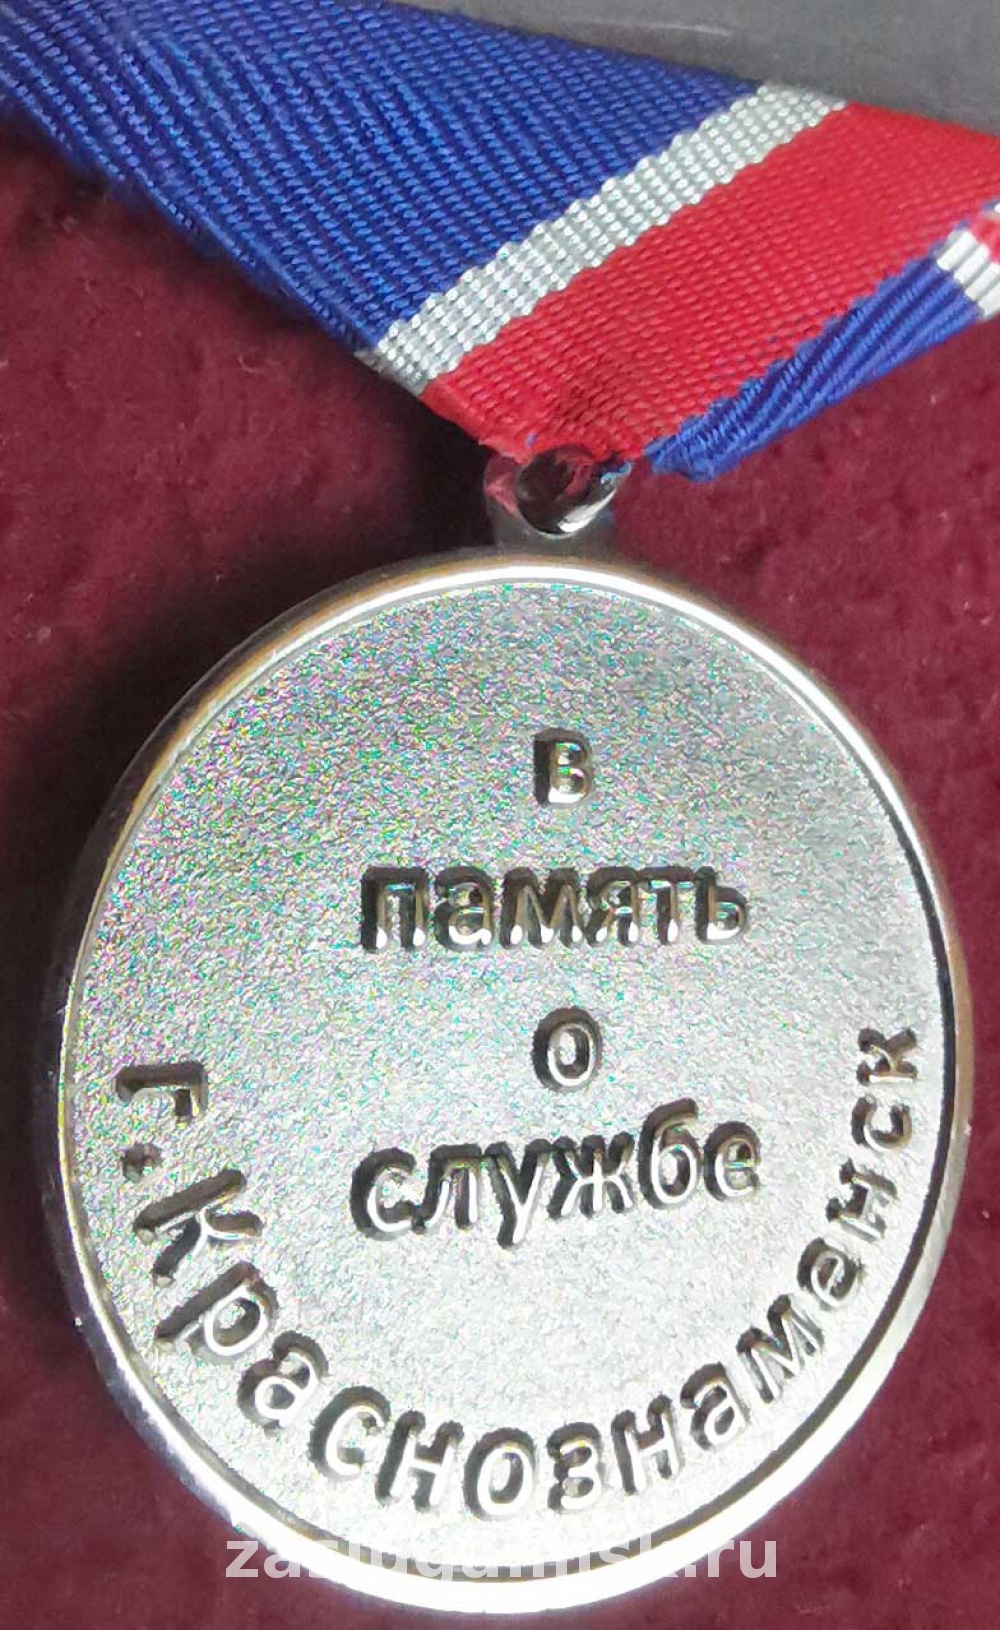 в
память
о
службе
г.Краснознаменск